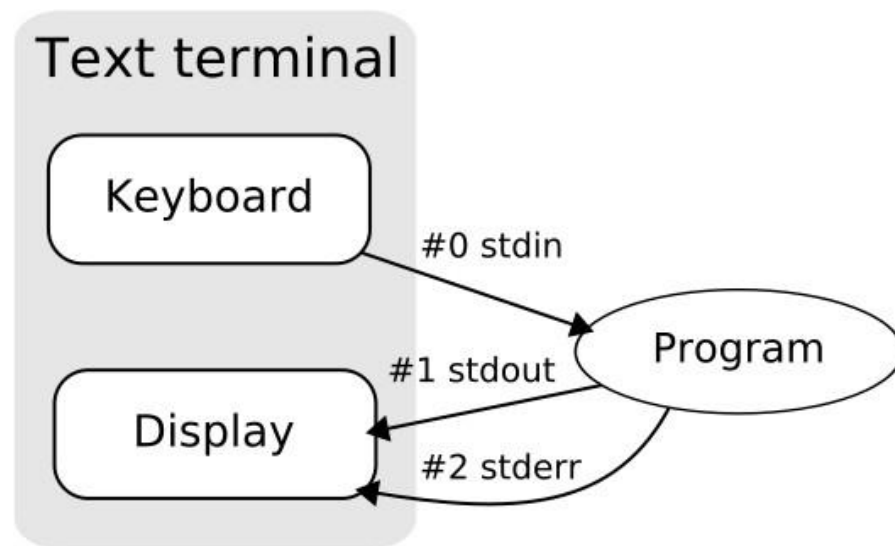 Text terminal
Keyboard
#0 stdin
Program
#1 stdout
Display
#2 stderr